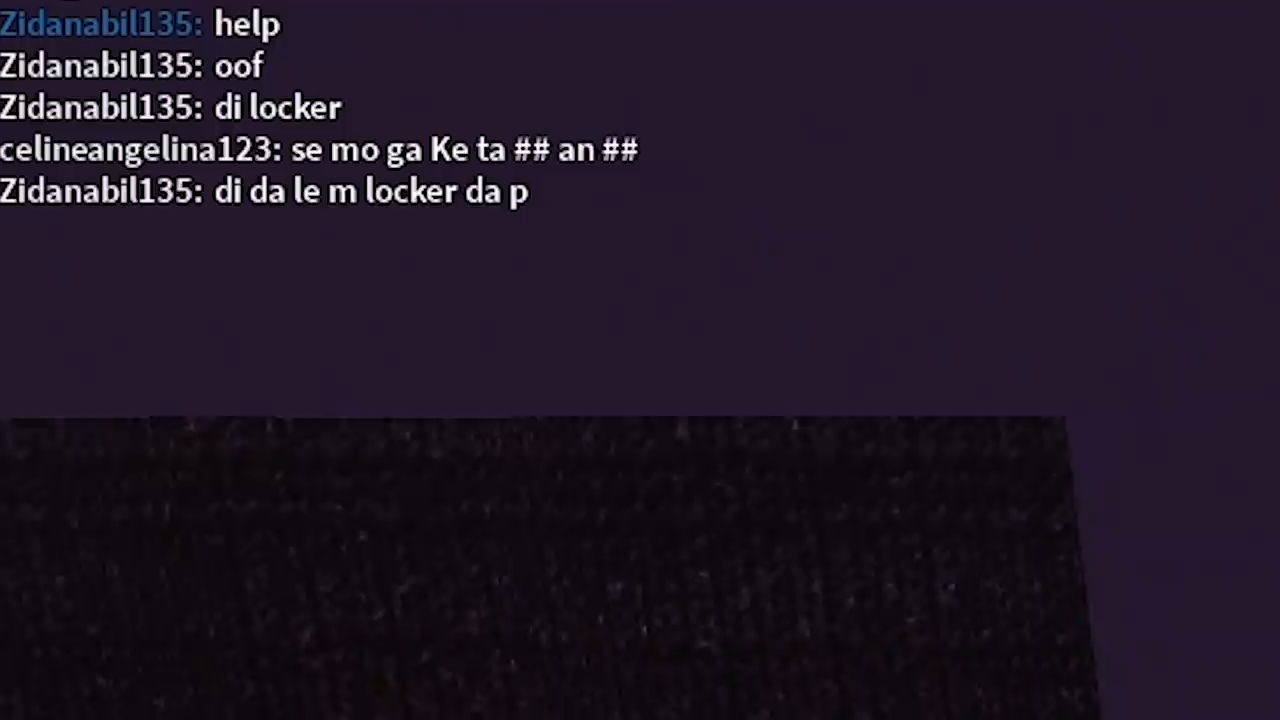 Zidanabil135: help
Zidanabil135: oof
Zidanabil135: di locker
celineangelina123: se mo ga Ke ta ## an ##
Zidanabil135: di da le m locker da p